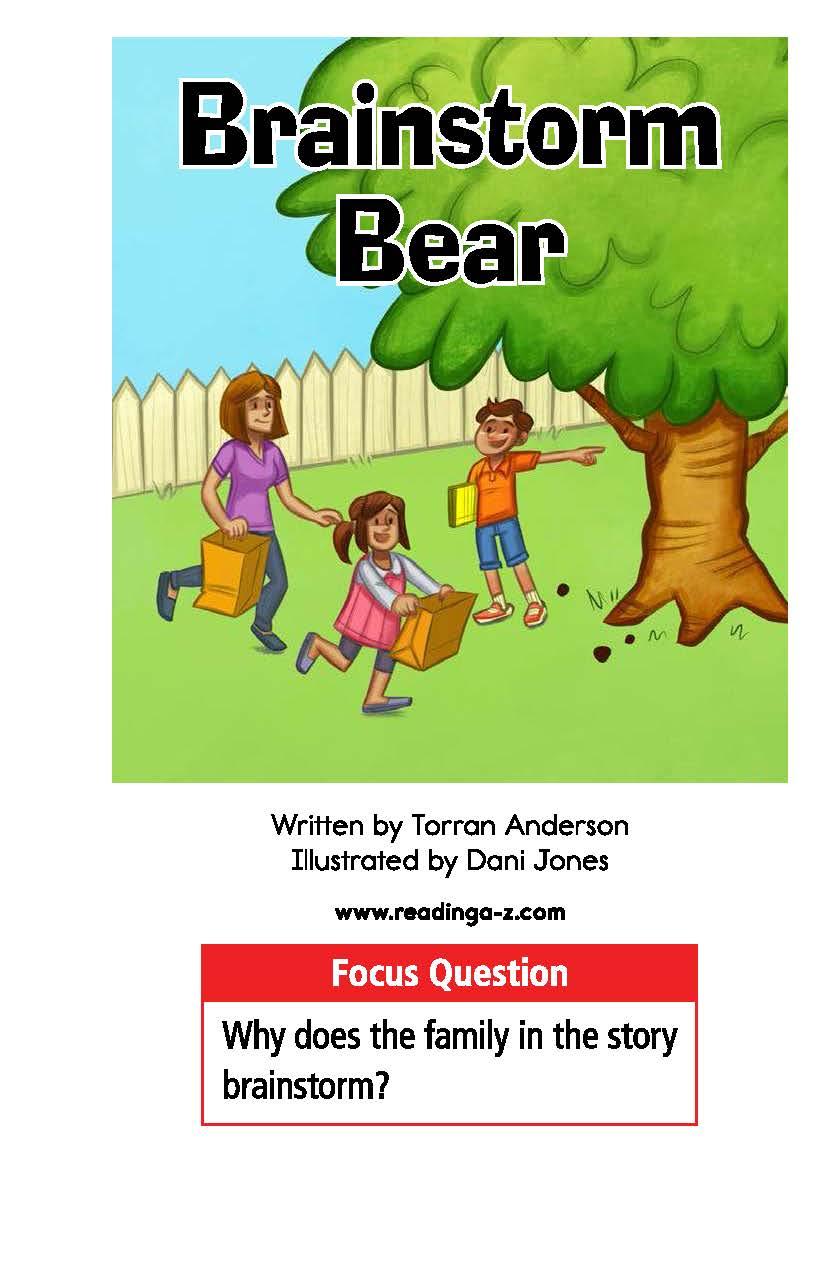 Brainstorm
Bear
Written by Torran Anderson
Illustrated by Dani Jones
www.readinga-z.com
Focus Question
Why does the family in the story
brainstorm?